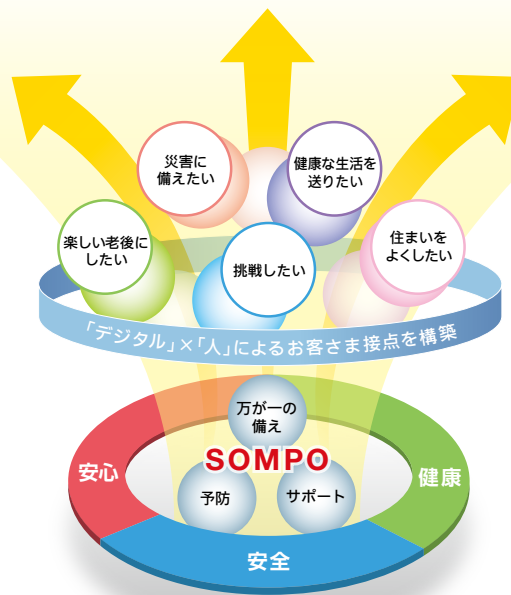 災害に
備えたい
健康な生活を
送りたい
楽しい老後に
したい
挑戦したい
住まいを
よくしたい
「デジタル」×「人」によるお客さま接点を構築
万が一の
備え
SOMPO
安心
予防
サポート
健康
安全